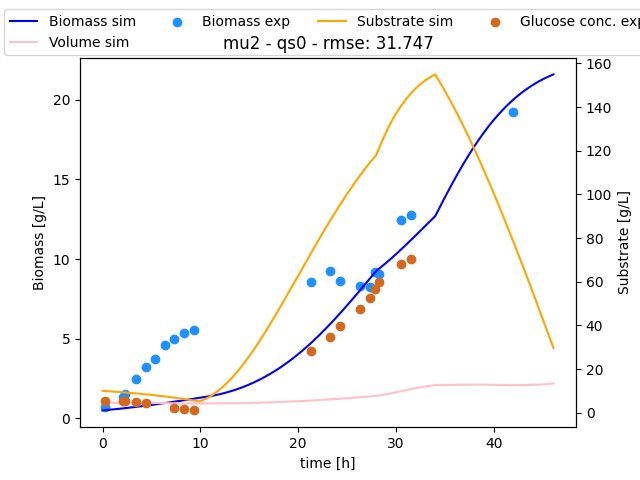 Biomass sim Biomass exp Substrate sim Glucose conc. exp
Volume sim
mu2 - qs0 - rmse: 31.747
Biomass [g/L]
20
15
10
5
0
160
140
120
100
80
60
40
20
0
Substrate [g/L]
0 10 20 30 40
time [h]